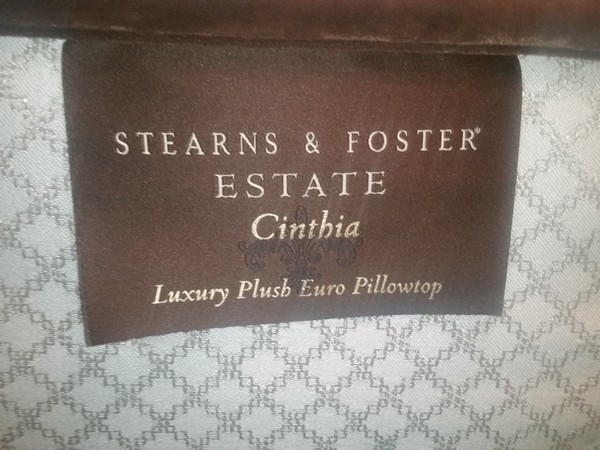 STEARNS & FOSTER®
ESTATE
Cinthia
Luxury Plush Euro Pillowtop